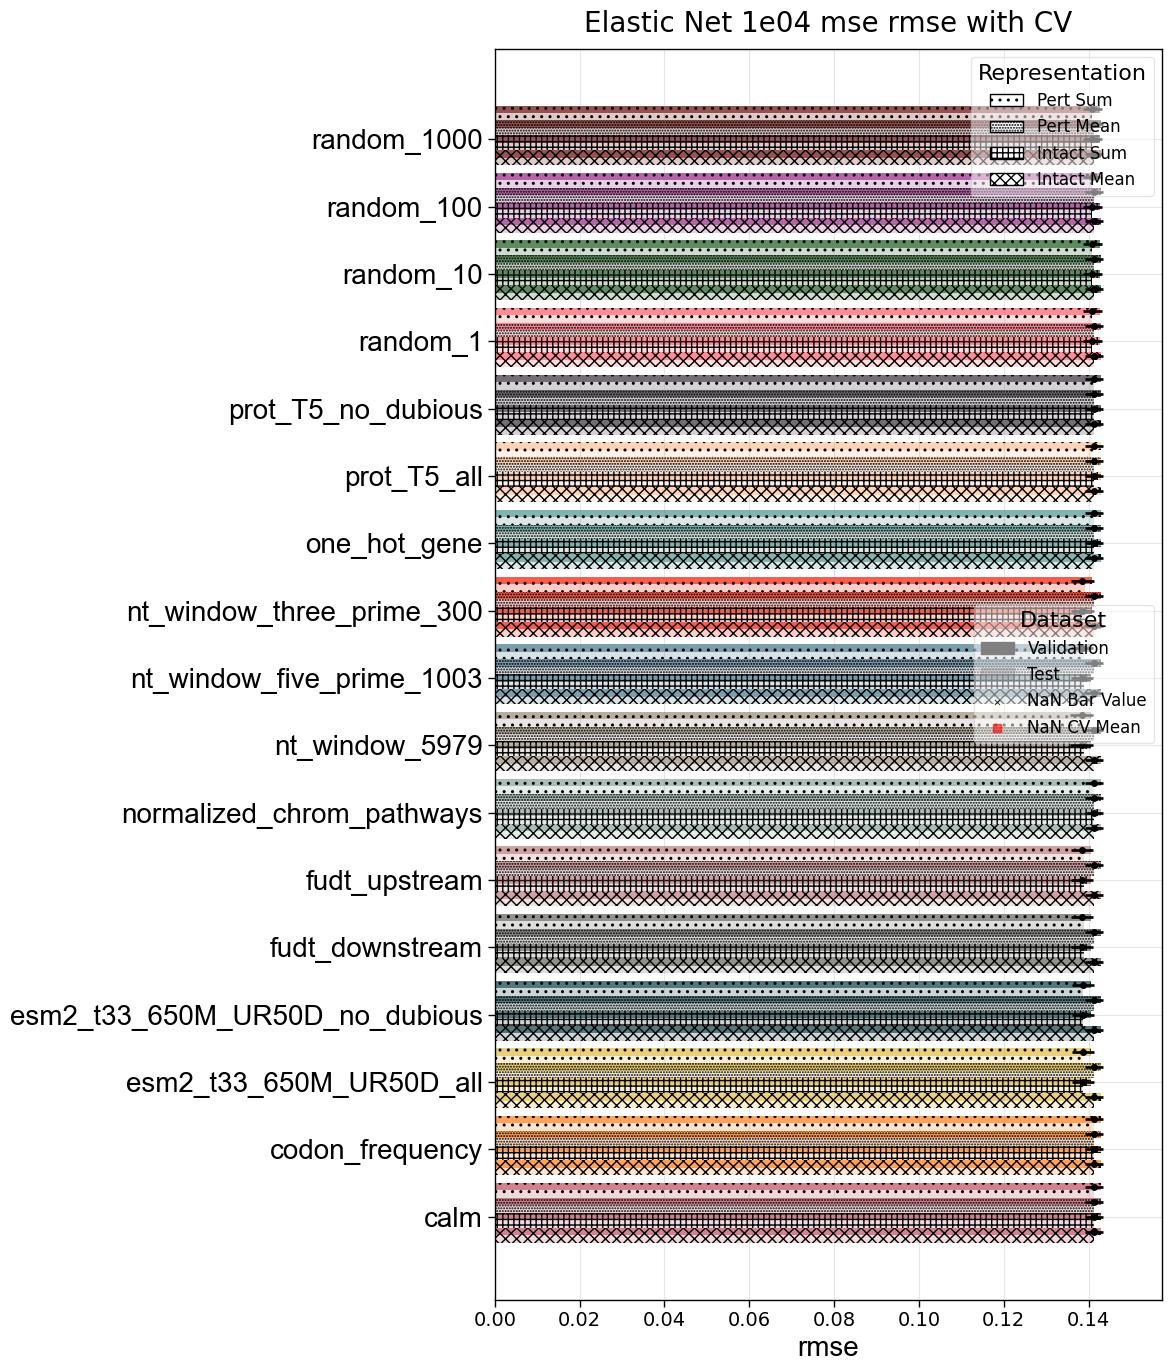 Elastic Net 1e04 mse rmse with CV
Representation
Pert Sum
Pert Mean
Intact Sum
Intact Mean
random_1000
random_100
random_10
random_1
prot_T5_no_dubious
prot_T5_all
one_hot_gene
nt_window_three_prime_300
Dataset
Validation
Test
NaN Bar Value
NaN CV Mean
nt_window_five_prime_1003
nt_window_5979
normalized_chrom_pathways
fudt_upstream
fudt_downstream
esm2_t33_650M_UR50D_no_dubious
esm2_t33_650M_UR50D_all
codon_frequency
calm
0.00 0.02 0.04 0.06 0.08 0.10 0.12 0.14
rmse